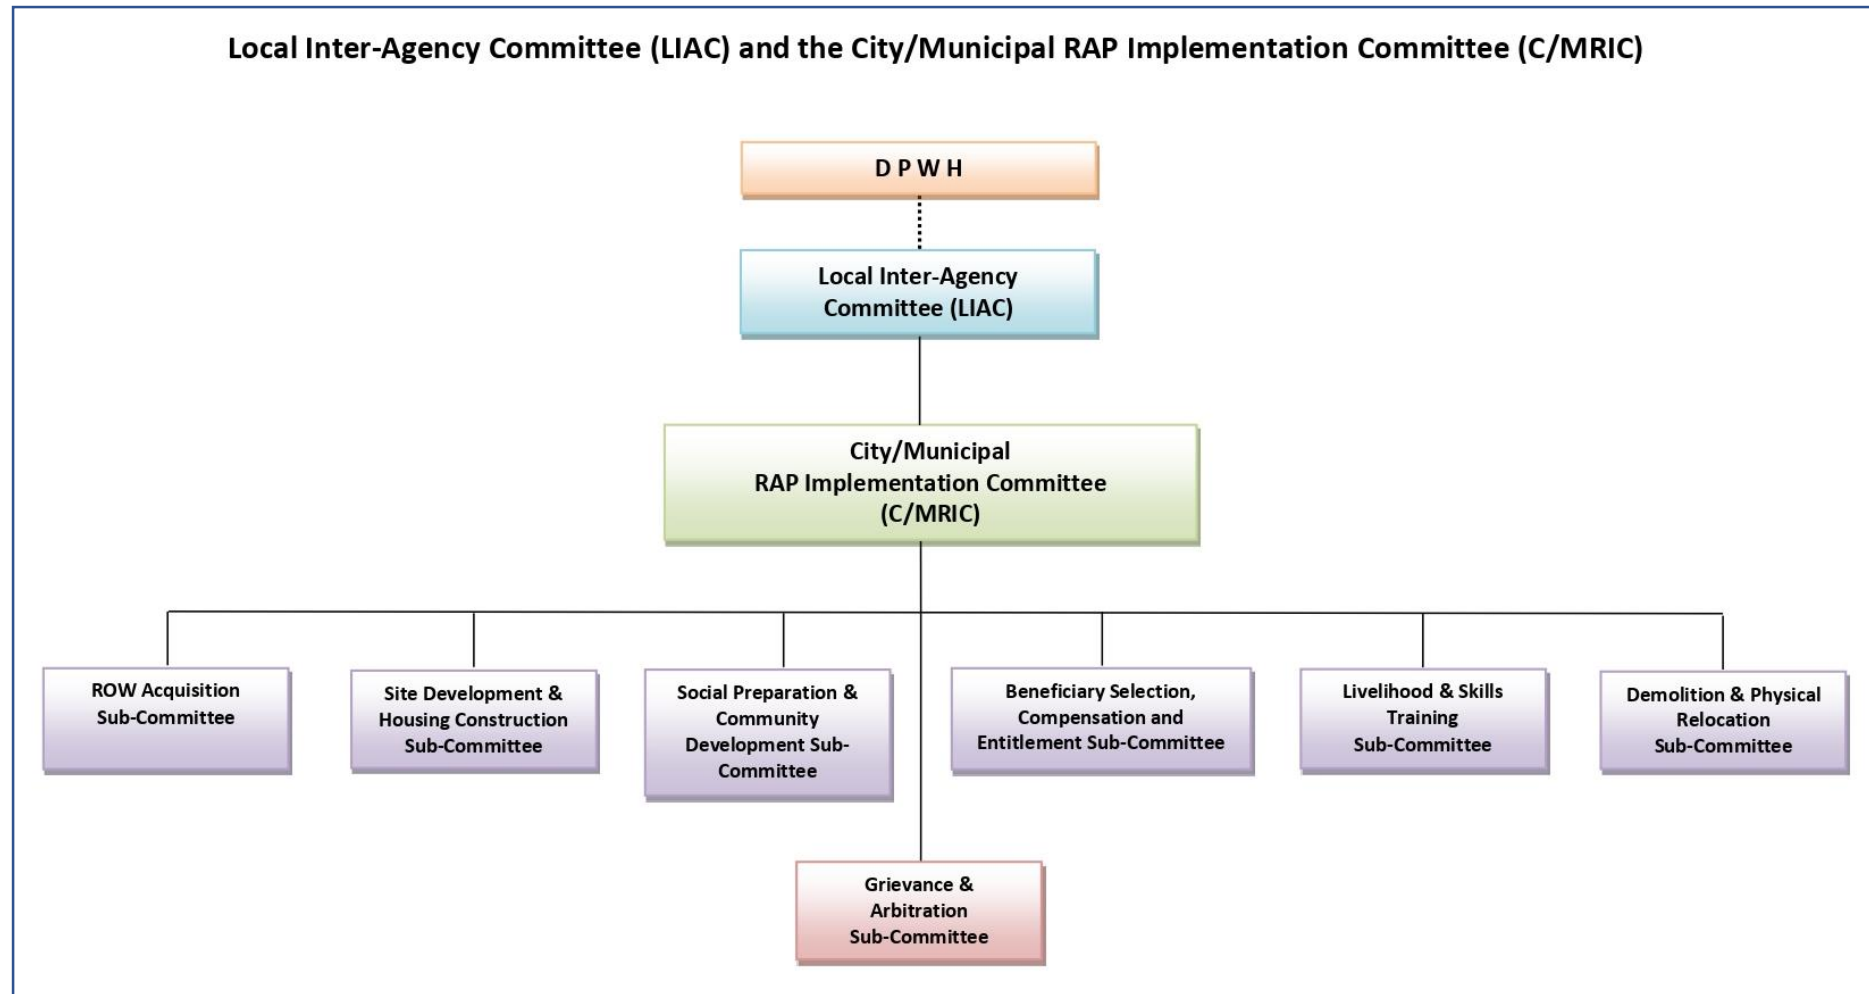 Local Inter-Agency Committee (LIAC) and the City/Municipal RAP Implementation Committee (C/MRIC)
D P W H
Local Inter-Agency
Committee (LIAC)
City/Municipal
RAP Implementation Committee
(C/MRIC)
ROW Acquisition
Sub-Committee
Site Development &
Housing Construction
Sub-Committee
Social Preparation &
Community
Development Sub-
Committee
Beneficiary Selection,
Compensation and
Entitlement Sub-Committee
Livelihood & Skills
Training
Sub-Committee
Demolition & Physical
Relocation
Sub-Committee
Grievance &
Arbitration
Sub-Committee